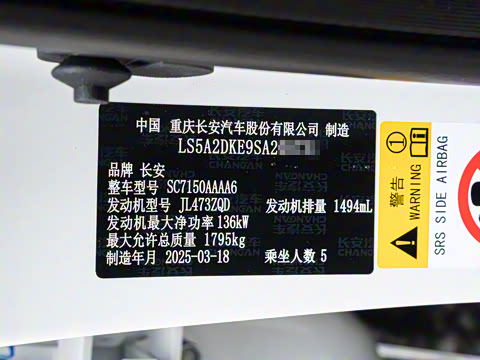 中国 重庆长安汽车股份有限公司 制造
LS5A2DKE9SA2
品牌 长安
整车型号 SC7150AAAA6
发动机型号 JL473ZQD 发动机排量 1494mL
发动机最大净功率 136kW
最大允许总质量 1795kg
制造年月 2025-03-18 乘坐人数 5
警告 WARNING
SRS SIDE AIRBAG